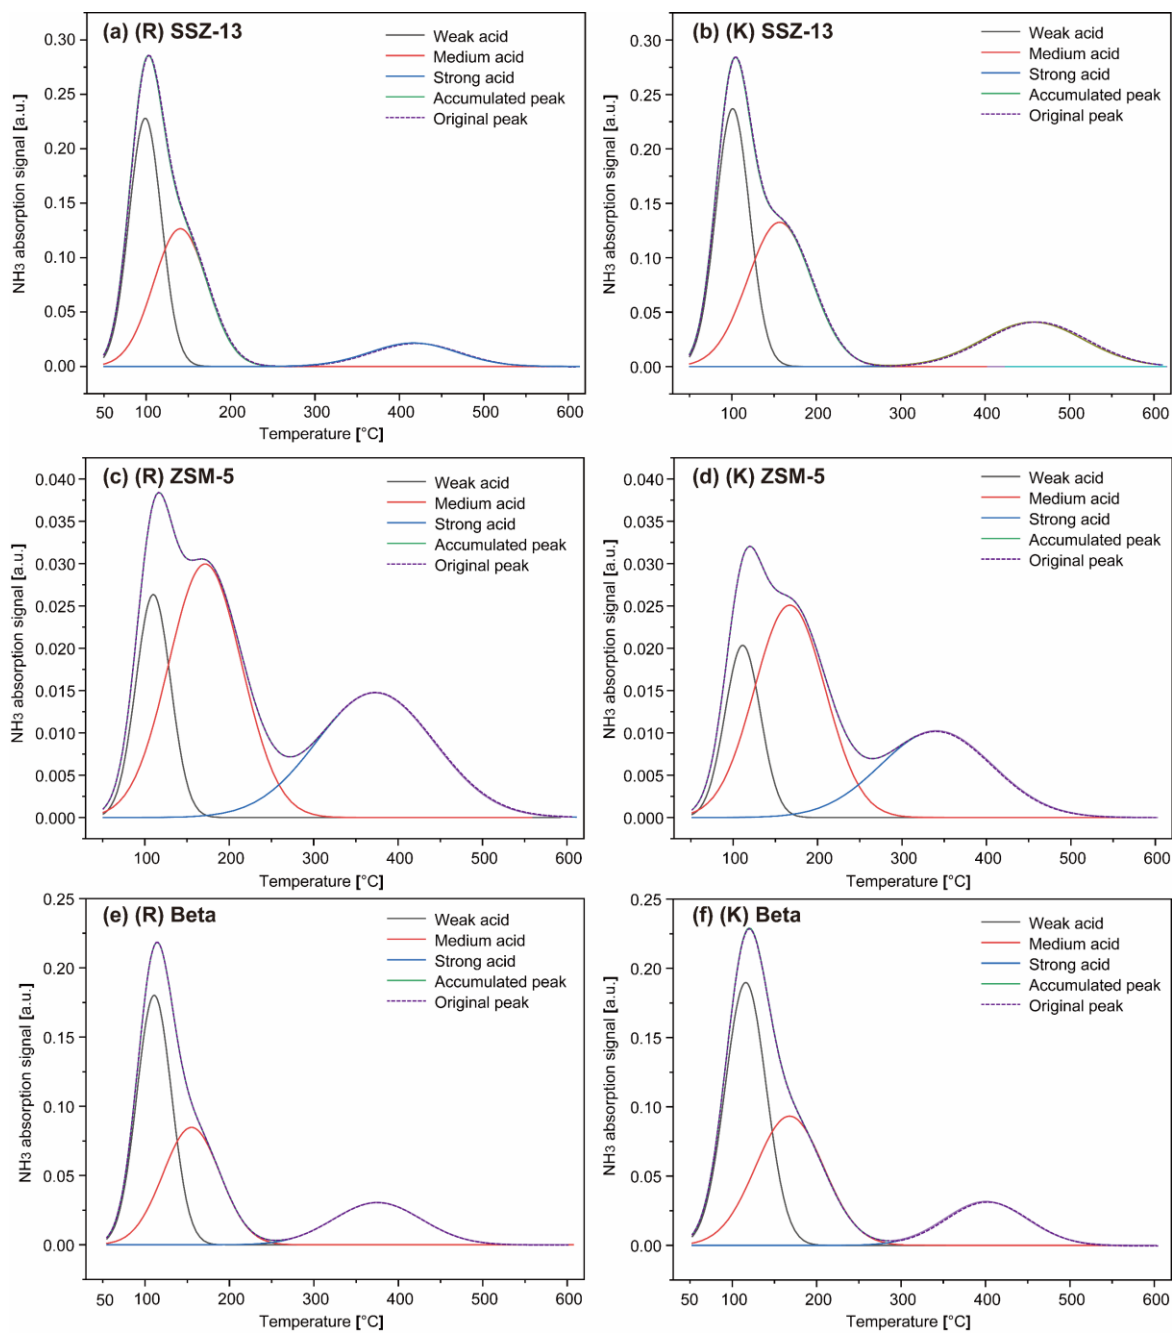 (a) (R) SSZ-13
Weak acid
Medium acid
Strong acid
Accumulated peak
Original peak
0.30
0.25
0.20
0.15
0.10
0.05
0.00
NH3 absorption signal [a.u.]
50 100 200 300 400 500 600
Temperature [°C]
(b) (K) SSZ-13
Weak acid
Medium acid
Strong acid
Accumulated peak
Original peak
0.30
0.25
0.20
0.15
0.10
0.05
0.00
NH3 absorption signal [a.u.]
50 100 200 300 400 500 600
Temperature [°C]
(c) (R) ZSM-5
Weak acid
Medium acid
Strong acid
Accumulated peak
Original peak
0.040
0.035
0.030
0.025
0.020
0.015
0.010
0.005
0.000
NH3 absorption signal [a.u.]
50 100 200 300 400 500 600
Temperature [°C]
(d) (K) ZSM-5
Weak acid
Medium acid
Strong acid
Accumulated peak
Original peak
0.040
0.035
0.030
0.025
0.020
0.015
0.010
0.005
0.000
NH3 absorption signal [a.u.]
50 100 200 300 400 500 600
Temperature [°C]
(e) (R) Beta
Weak acid
Medium acid
Strong acid
Accumulated peak
Original peak
0.25
0.20
0.15
0.10
0.05
0.00
NH3 absorption signal [a.u.]
50 100 200 300 400 500 600
Temperature [°C]
(f) (K) Beta
Weak acid
Medium acid
Strong acid
Accumulated peak
Original peak
0.25
0.20
0.15
0.10
0.05
0.00
NH3 absorption signal [a.u.]
50 100 200 300 400 500 600
Temperature [°C]